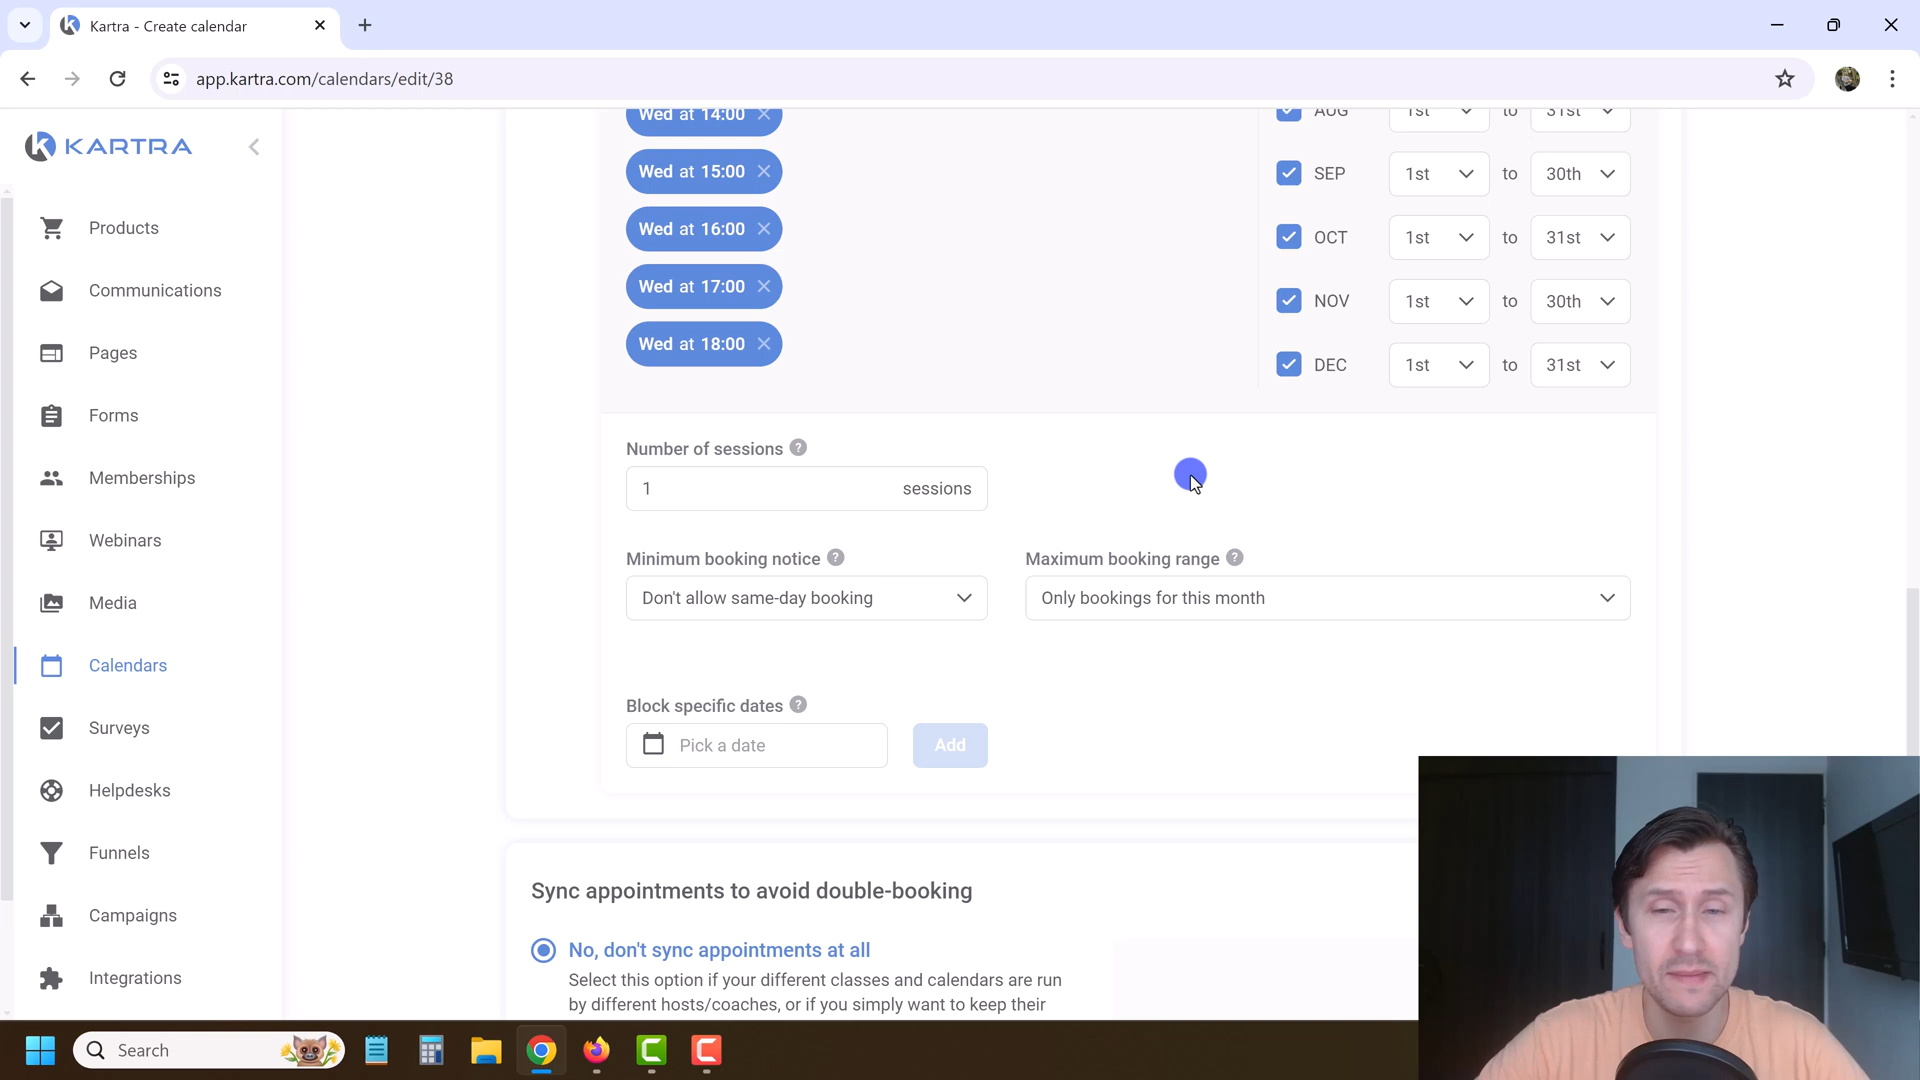 Kartra - Create calendar
app.kartra.com/calendars/edit/38
KARTRA
Products
Communications
Pages
Forms
Memberships
Webinars
Media
Calendars
Surveys
Helpdesks
Funnels
Campaigns
Integrations
Wed at 14:00
Wed at 15:00
Wed at 16:00
Wed at 17:00
Wed at 18:00
AUG 1st to 31st
SEP 1st to 30th
OCT 1st to 31st
NOV 1st to 30th
DEC 1st to 31st
Number of sessions ?
1 sessions
Minimum booking notice ?
Don't allow same-day booking
Maximum booking range ?
Only bookings for this month
Block specific dates ?
Pick a date Add
Sync appointments to avoid double-booking
No, don't sync appointments at all
Select this option if your different classes and calendars are run
by different hosts/coaches, or if you simply want to keep their
Search